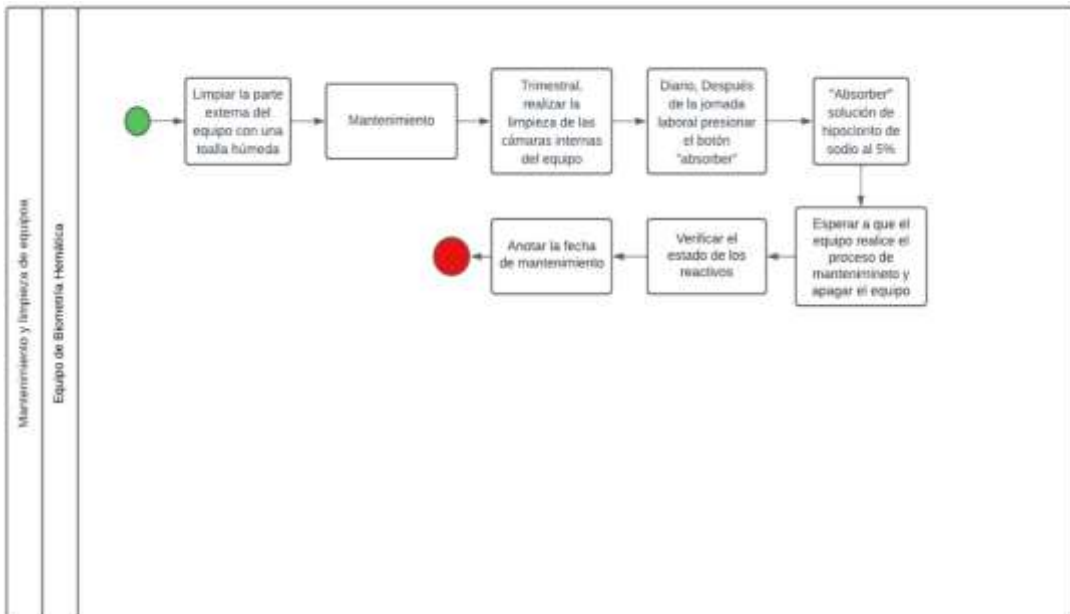 Mantenimiento y limpieza de equipos
Equipo de Biometría Hemática
Limpiar la parte
externa del
equipo con una
toalla húmeda
Mantenimiento
Trimestral,
realizar la
limpieza de las
cámaras internas
del equipo
Diario, Después
de la jornada
laboral presionar
el botón
"absorber"
"Absorber"
solución de
hipoclorito de
sodio al 5%
Esperar a que el
equipo realice el
proceso de
mantenimineto y
apagar el equipo
Verificar el
estado de los
reactivos
Anotar la fecha
de mantenimiento